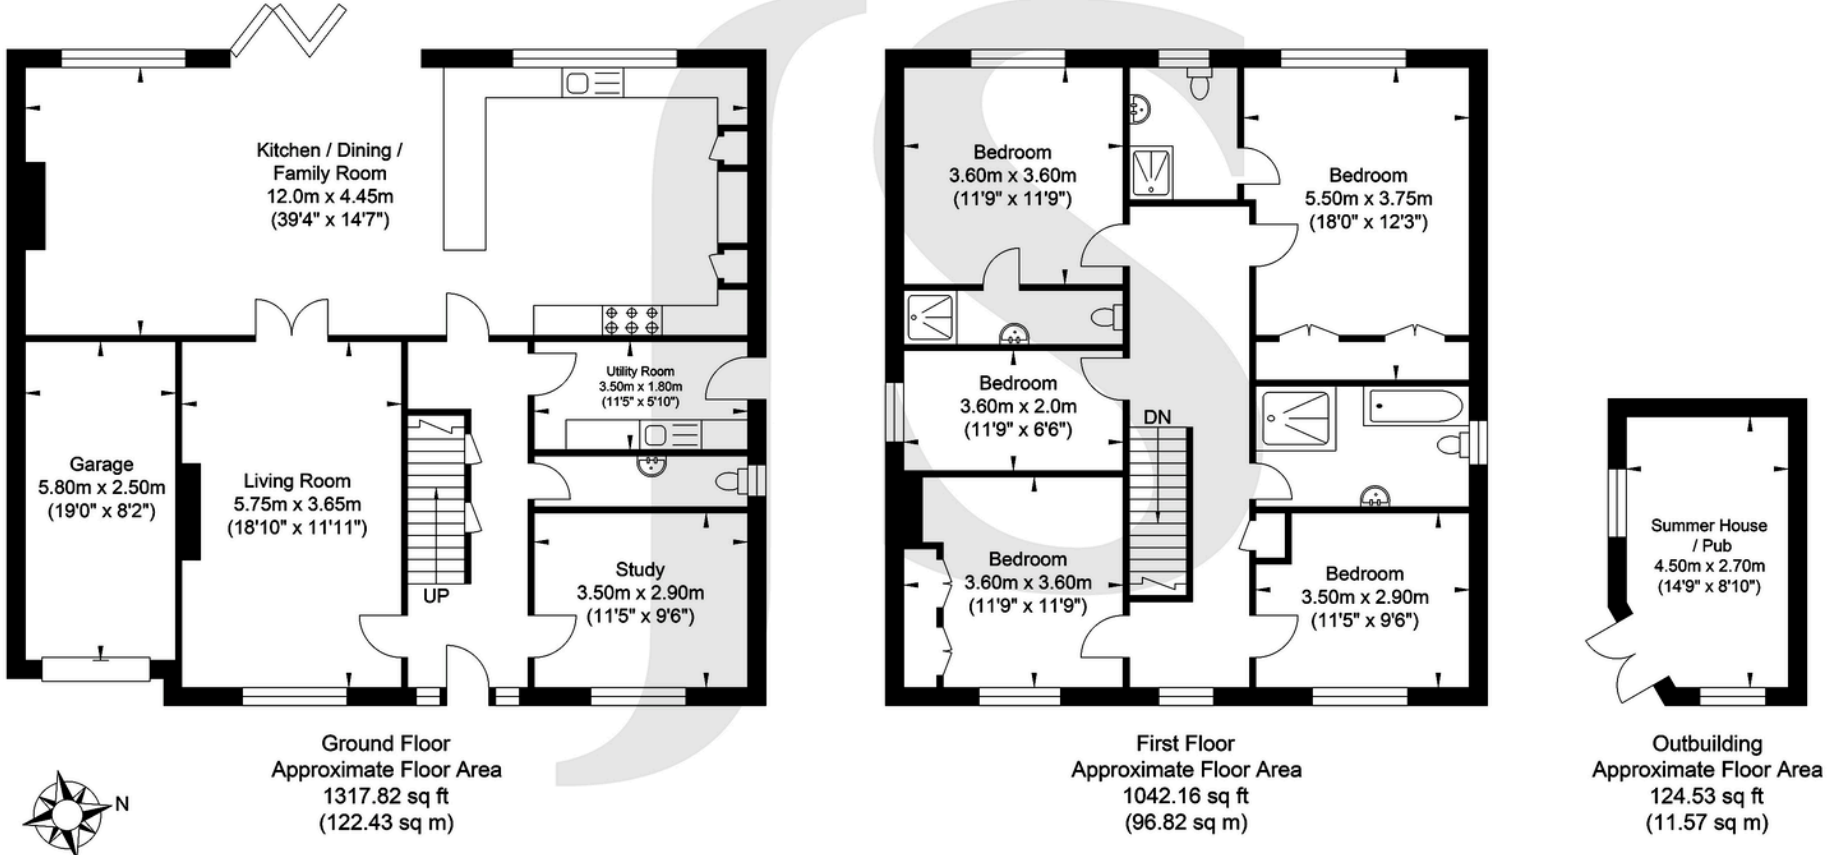 Kitchen / Dining /
Family Room
12.0m x 4.45m
(39'4" x 14'7")
Utility Room
3.50m x 1.80m
(11'5" x 5'10")
Garage
5.80m x 2.50m
(19'0" x 8'2")
Living Room
5.75m x 3.65m
(18'10" x 11'11")
UP
Study
3.50m x 2.90m
(11'5" x 9'6")
Ground Floor
Approximate Floor Area
1317.82 sq ft
(122.43 sq m)
N
Bedroom
3.60m x 3.60m
(11'9" x 11'9")
Bedroom
5.50m x 3.75m
(18'0" x 12'3")
Bedroom
3.60m x 2.0m
(11'9" x 6'6")
DN
Bedroom
3.60m x 3.60m
(11'9" x 11'9")
Bedroom
3.50m x 2.90m
(11'5" x 9'6")
First Floor
Approximate Floor Area
1042.16 sq ft
(96.82 sq m)
Summer House
/ Pub
4.50m x 2.70m
(14'9" x 8'10")
Outbuilding
Approximate Floor Area
124.53 sq ft
(11.57 sq m)